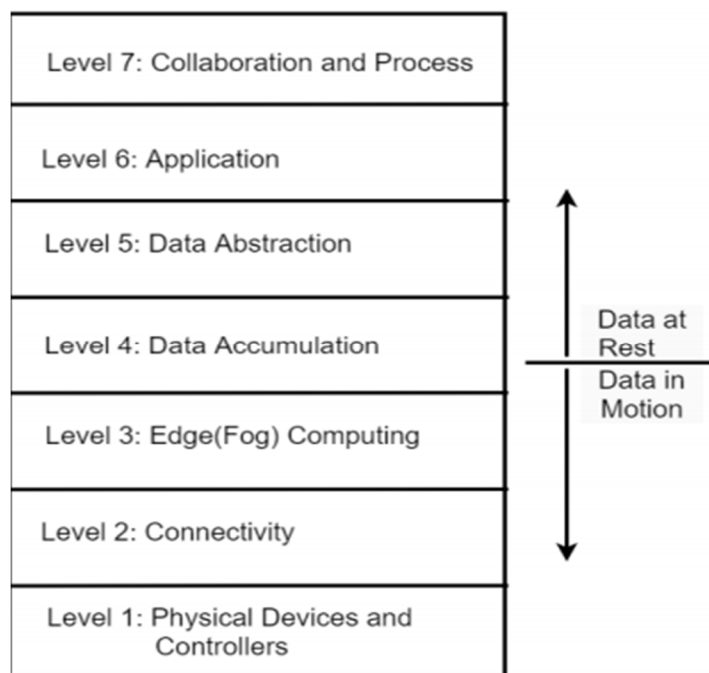 Level 7: Collaboration and Process
Level 6: Application
Level 5: Data Abstraction
Level 4: Data Accumulation
Level 3: Edge(Fog) Computing
Level 2: Connectivity
Level 1: Physical Devices and
Controllers
Data at
Rest
Data in
Motion